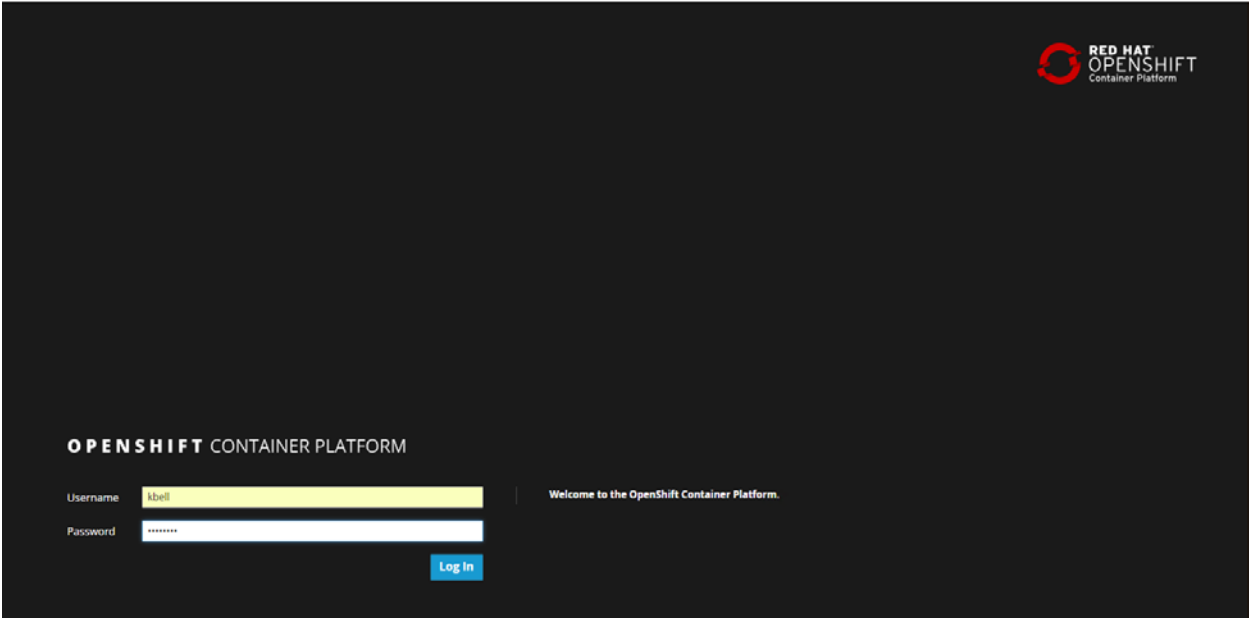 RED HAT
OPENSHIFT
Container Platform
OPENSHIFT CONTAINER PLATFORM
Username kbell
Welcome to the OpenShift Container Platform.
Password ••••••••
Log In